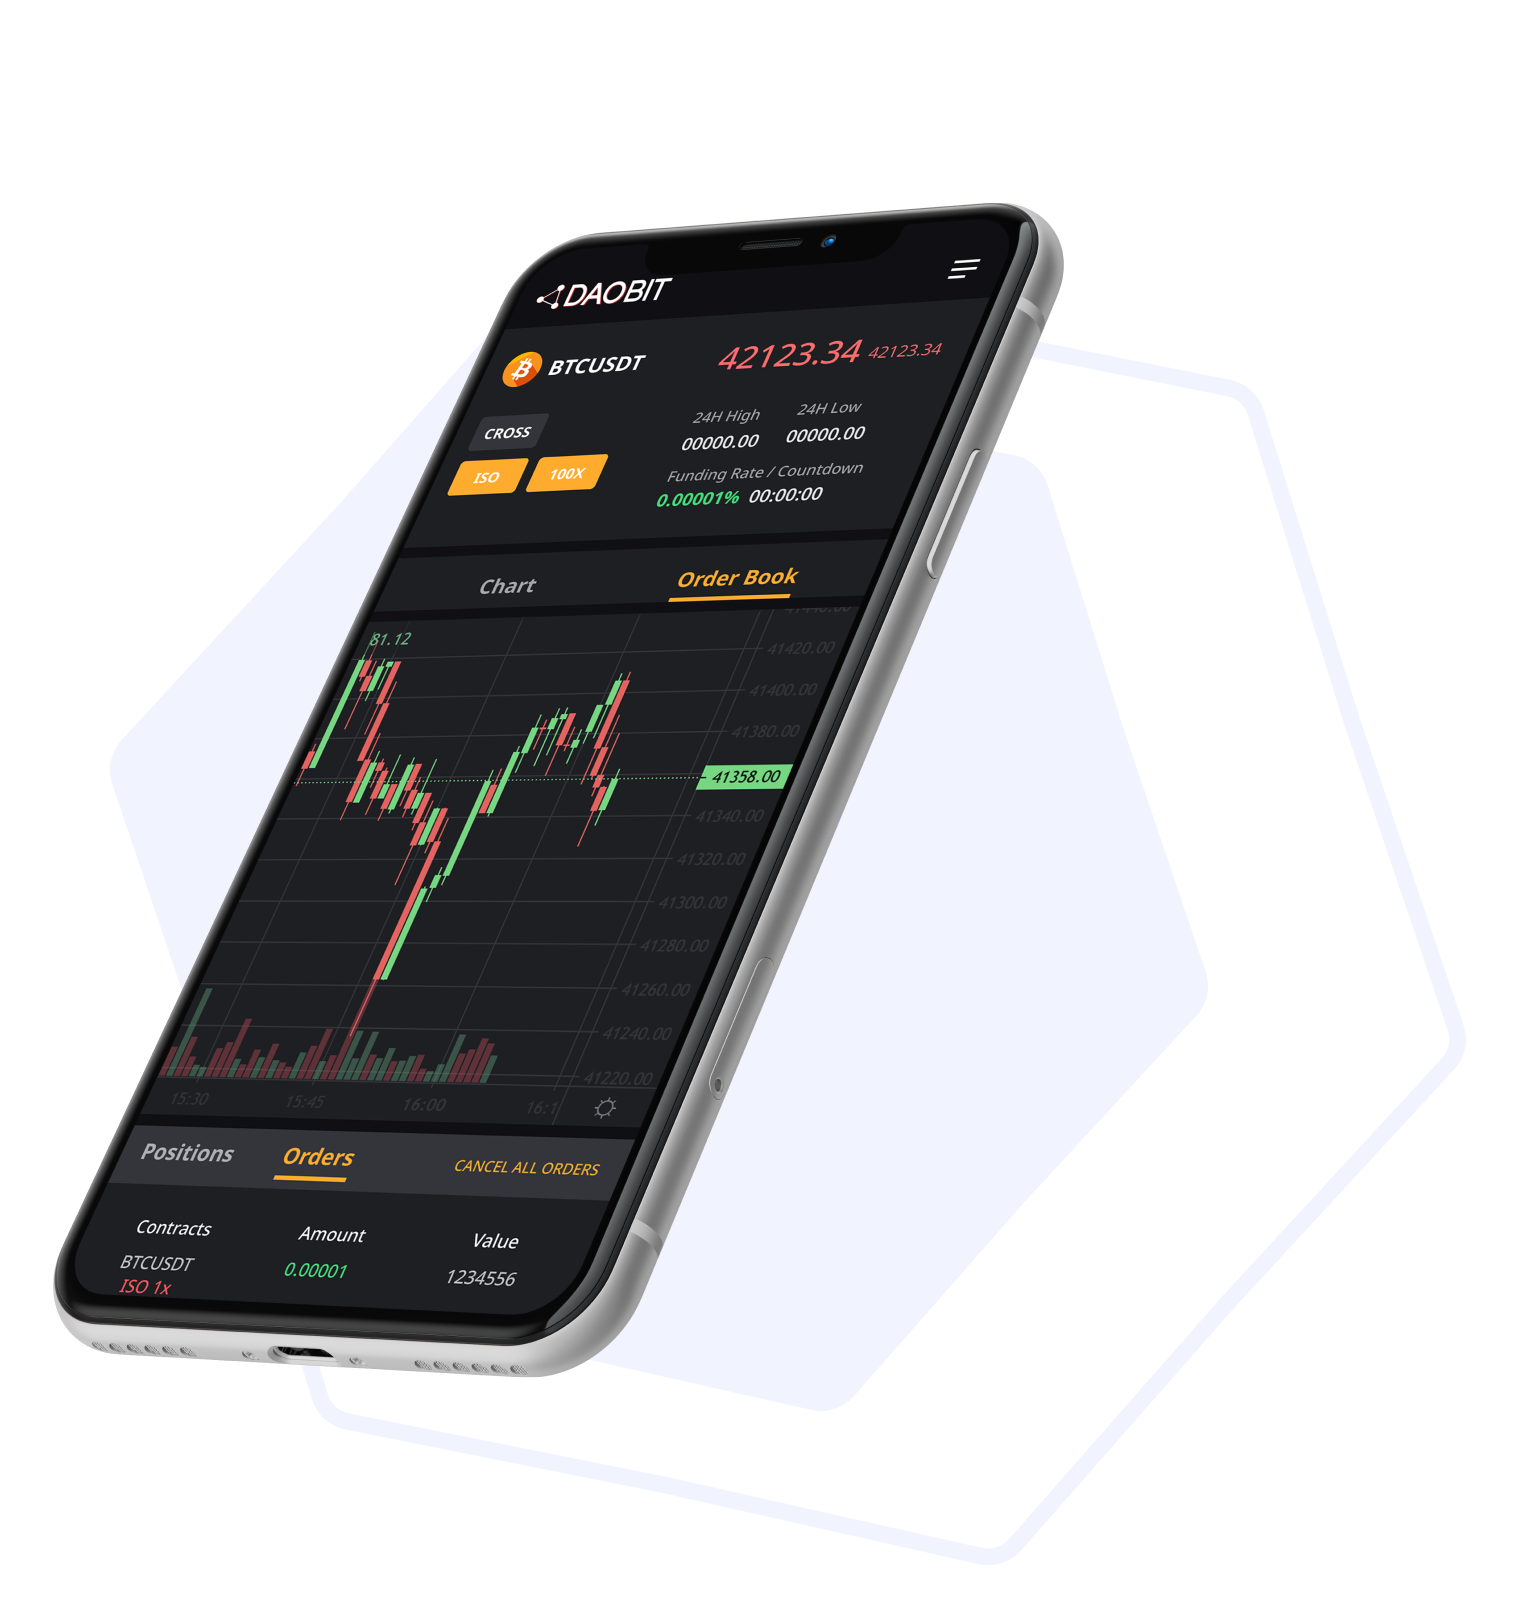 DAOBIT
BTCUSDT
42123.34 42123.34
CROSS
ISO 100X
24H High 24H Low
00000.00 00000.00
Funding Rate / Countdown
0.00001% 00:00:00
Chart Order Book
81.12
41440.00
41420.00
41400.00
41380.00
41358.00
41340.00
41320.00
41300.00
41280.00
41260.00
41240.00
41220.00
15:30 15:45 16:00 16:1
Positions Orders CANCEL ALL ORDERS
Contracts Amount Value
BTCUSDT 0.00001 1234556
ISO 1x